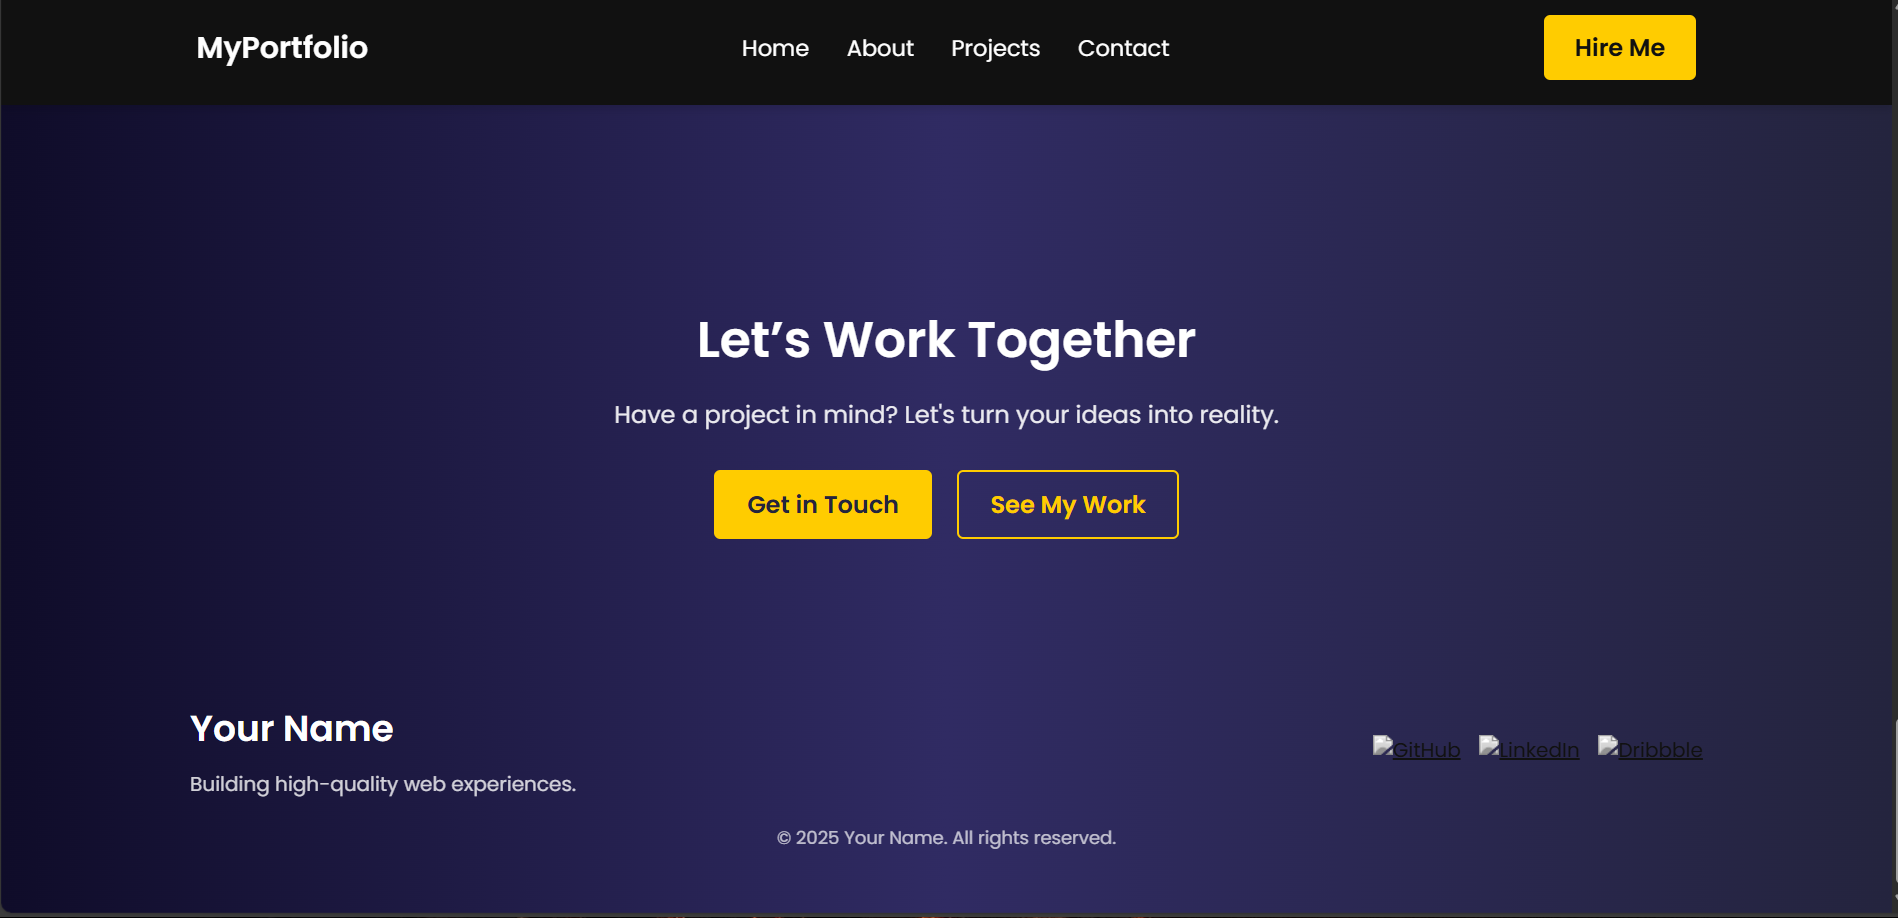 MyPortfolio
Home About Projects Contact
Hire Me
Let’s Work Together
Have a project in mind? Let's turn your ideas into reality.
Get in Touch
See My Work
Your Name
Building high-quality web experiences.
GitHub LinkedIn Dribbble
© 2025 Your Name. All rights reserved.